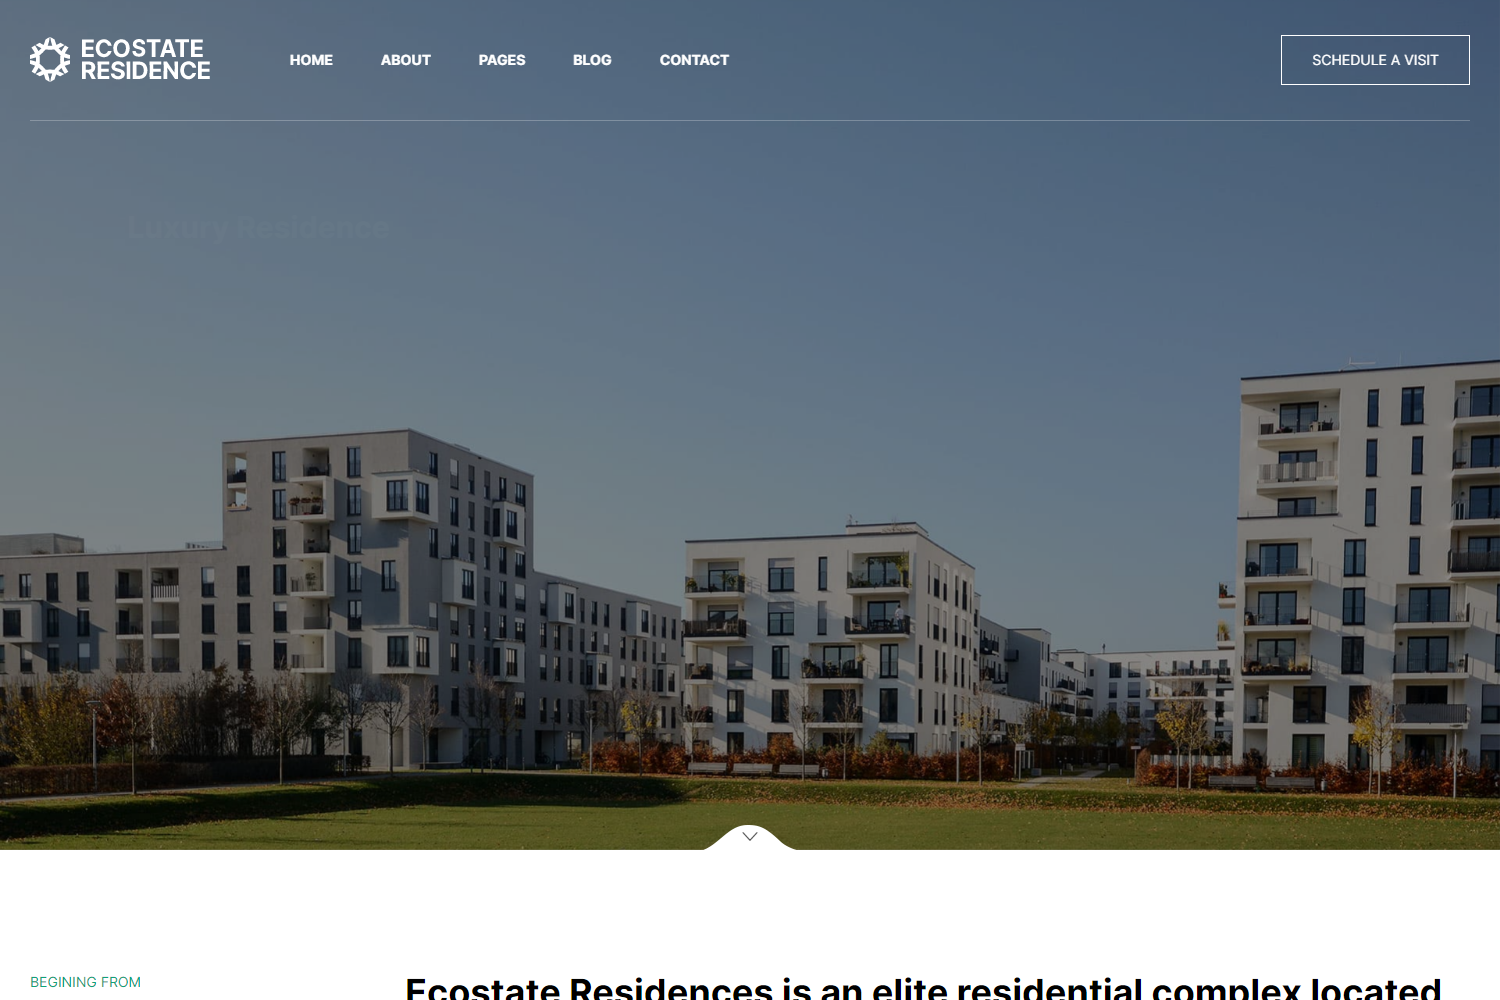 ECOSTATE
RESIDENCE
HOME
ABOUT
PAGES
BLOG
CONTACT
SCHEDULE A VISIT
Luxury Residence
BEGINING FROM
Ecostate Residences is an elite residential complex located